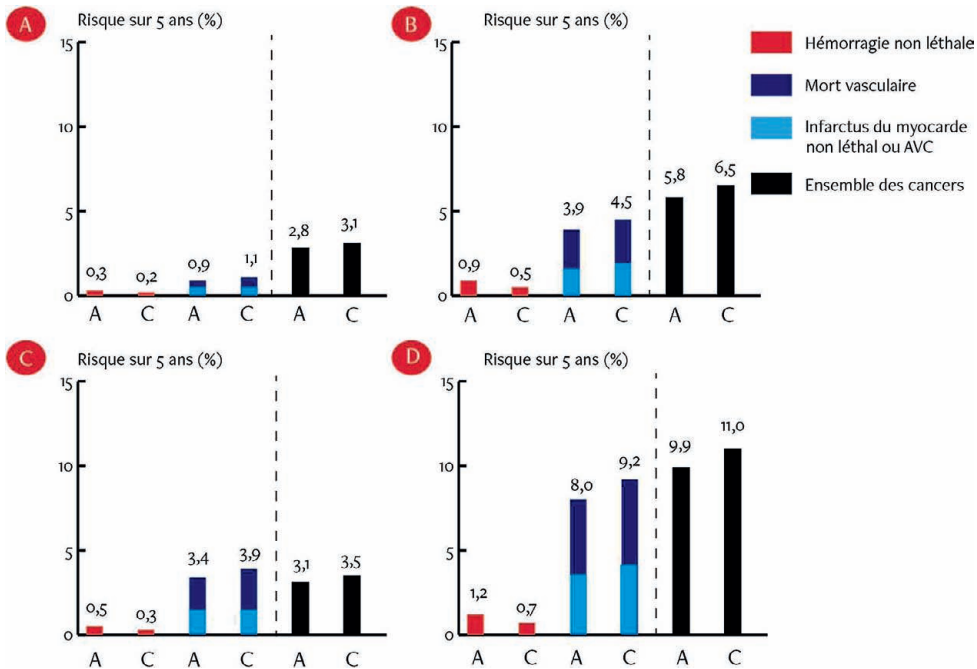 A
Risque sur 5 ans (%)
15
10
5
0
0,3
0,2
0,9
1,1
2,8
3,1
A C A C A C
B
Risque sur 5 ans (%)
15
10
5
0
0,9
0,5
3,9
4,5
5,8
6,5
A C A C A C
Hémorragie non léthale
Mort vasculaire
Infarctus du myocarde
non léthal ou AVC
Ensemble des cancers
C
Risque sur 5 ans (%)
15
10
5
0
0,5
0,3
3,4
3,9
3,1
3,5
A C A C A C
D
Risque sur 5 ans (%)
15
10
5
0
1,2
0,7
8,0
9,2
9,9
11,0
A C A C A C